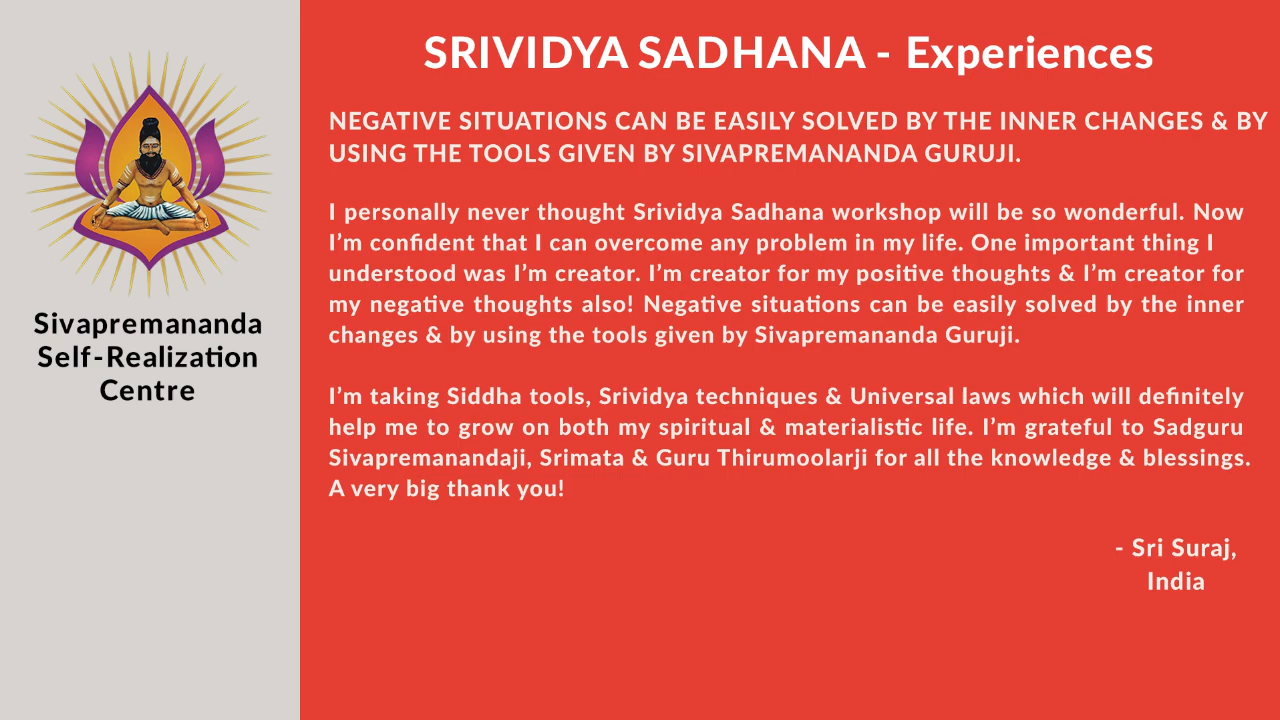 Sivapremananda
Self-Realization
Centre
SRIVIDYA SADHANA - Experiences
NEGATIVE SITUATIONS CAN BE EASILY SOLVED BY THE INNER CHANGES & BY
USING THE TOOLS GIVEN BY SIVAPREMANANDA GURUJI.
I personally never thought Srividya Sadhana workshop will be so wonderful. Now
I'm confident that I can overcome any problem in my life. One important thing I
understood was I'm creator. I'm creator for my positive thoughts & I'm creator for
my negative thoughts also! Negative situations can be easily solved by the inner
changes & by using the tools given by Sivapremananda Guruji.
I'm taking Siddha tools, Srividya techniques & Universal laws which will definitely
help me to grow on both my spiritual & materialistic life. I'm grateful to Sadguru
Sivapremanandaji, Srimata & Guru Thirumoolarji for all the knowledge & blessings.
A very big thank you!
- Sri Suraj,
India